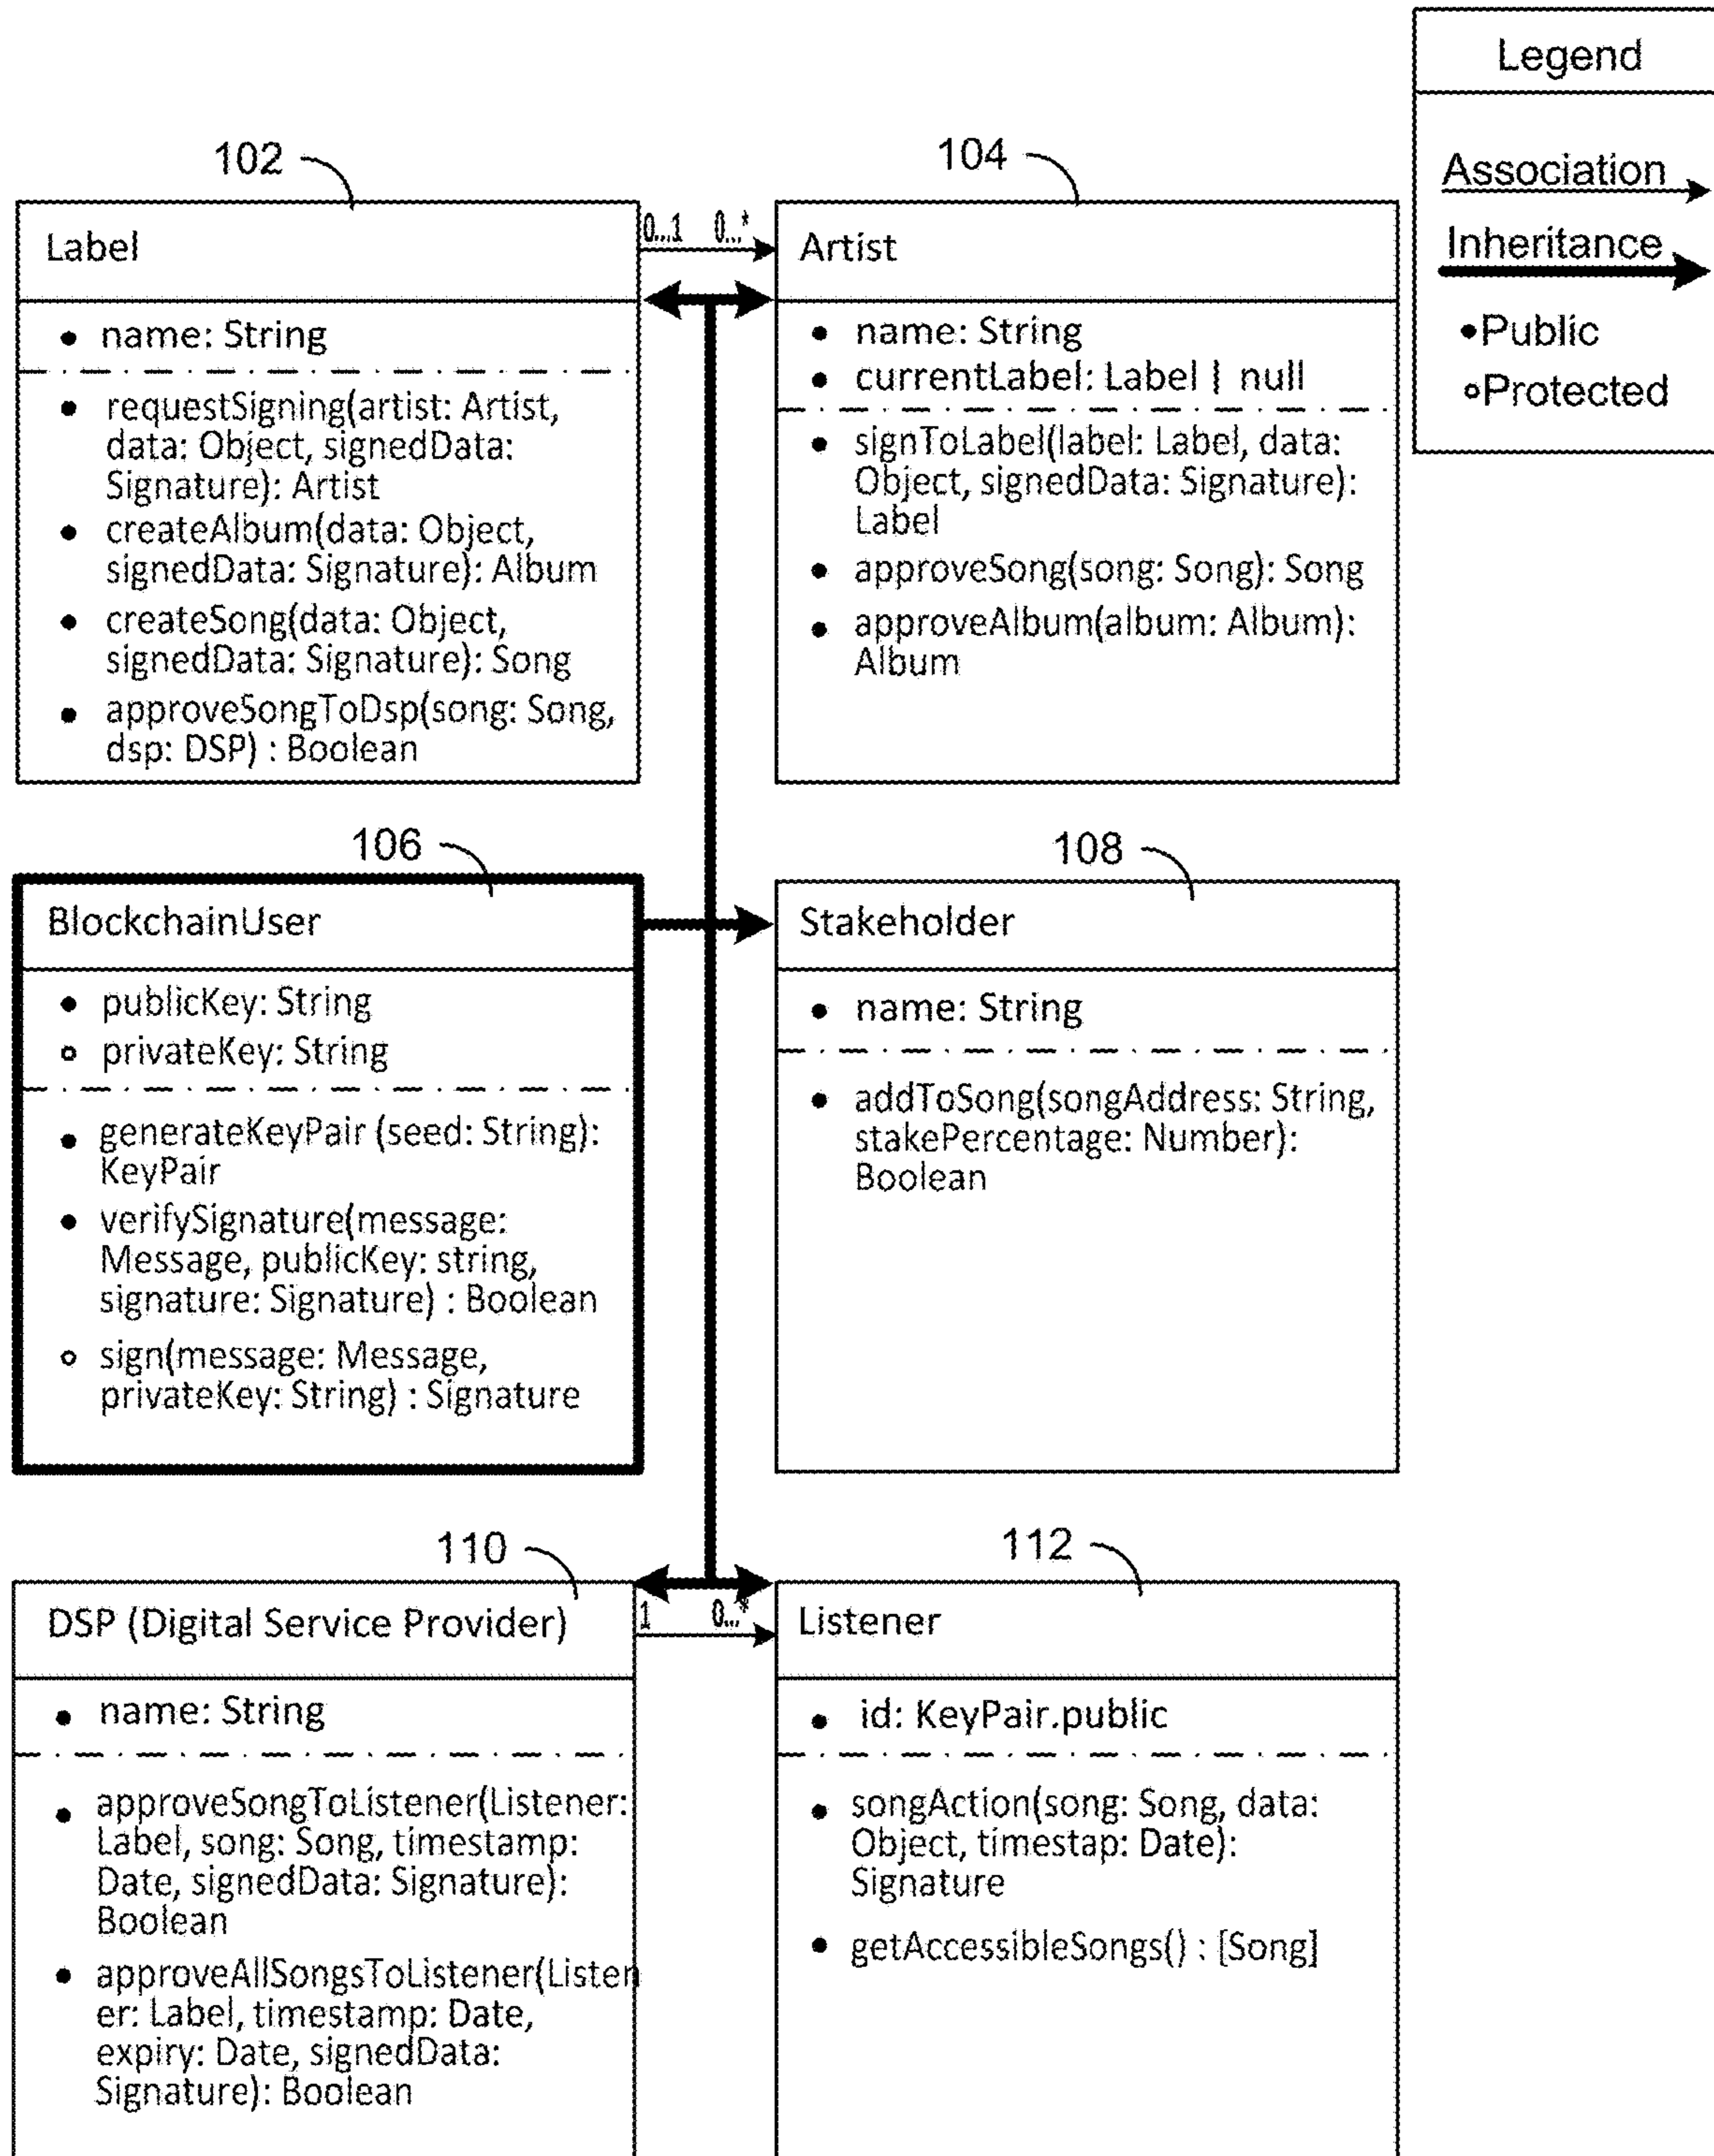 Legend
Association
Inheritance
•Public
∘Protected
102
Label
0...1 0...*
• name: String
• requestSigning(artist: Artist,
data: Object, signedData:
Signature): Artist
• createAlbum(data: Object,
signedData: Signature): Album
• createSong(data: Object,
signedData: Signature): Song
• approveSongToDsp(song: Song,
dsp: DSP) : Boolean
104
Artist
• name: String
• currentLabel: Label | null
• signToLabel(label: Label, data:
Object, signedData: Signature):
Label
• approveSong(song: Song): Song
• approveAlbum(album: Album):
Album
106
BlockchainUser
• publicKey: String
∘ privateKey: String
• generateKeyPair (seed: String):
KeyPair
• verifySignature(message:
Message, publicKey: string,
signature: Signature) : Boolean
∘ sign(message: Message,
privateKey: String) : Signature
108
Stakeholder
• name: String
• addToSong(songAddress: String,
stakePercentage: Number):
Boolean
110
DSP (Digital Service Provider)
1 0...*
• name: String
• approveSongToListener(Listener:
Label, song: Song, timestamp:
Date, signedData: Signature):
Boolean
• approveAllSongsToListener(Listen
er: Label, timestamp: Date,
expiry: Date, signedData:
Signature): Boolean
112
Listener
• id: KeyPair.public
• songAction(song: Song, data:
Object, timestap: Date):
Signature
• getAccessibleSongs() : [Song]